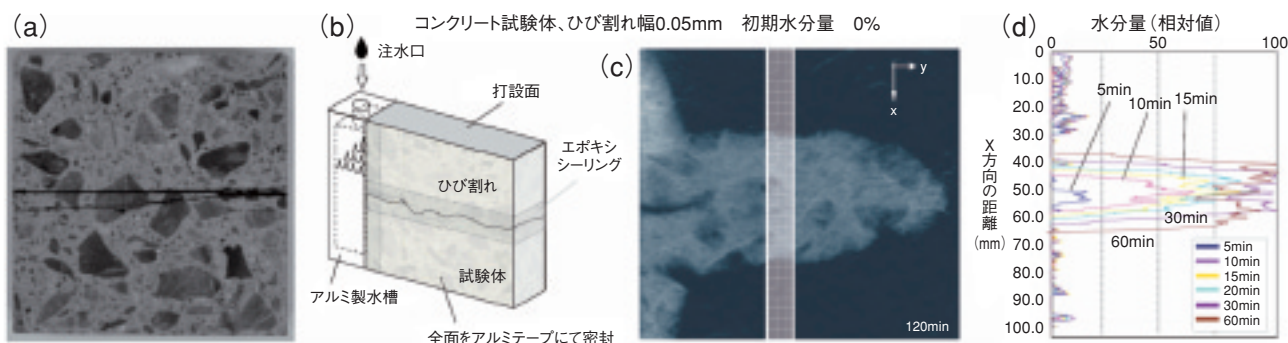 コンクリート試験体、ひび割れ幅0.05mm 初期水分量 0%
(a)
(b)
注水口
打設面
エポキシ
シーリング
ひび割れ
試験体
アルミ製水槽
全面をアルミテープにて密封
(c)
y
x
120min
(d)
水分量(相対値)
0 50 100
0
10.0
20.0
30.0
40.0
50.0
60.0
70.0
80.0
90.0
100.0
X方向の距離
(mm)
5min
10min
15min
30min
60min
5min
10min
15min
20min
30min
60min